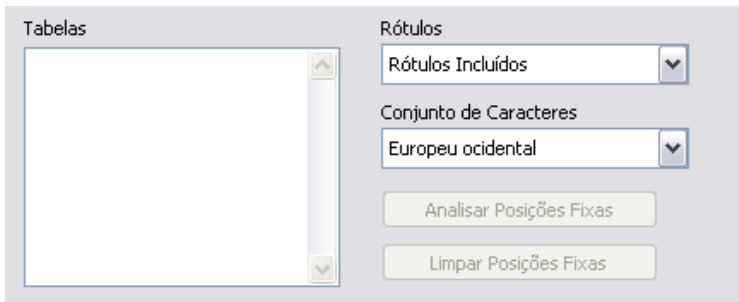 Tabelas
Rótulos
Rótulos Incluídos
Conjunto de Caracteres
Europeu ocidental
Analisar Posições Fixas
Limpar Posições Fixas